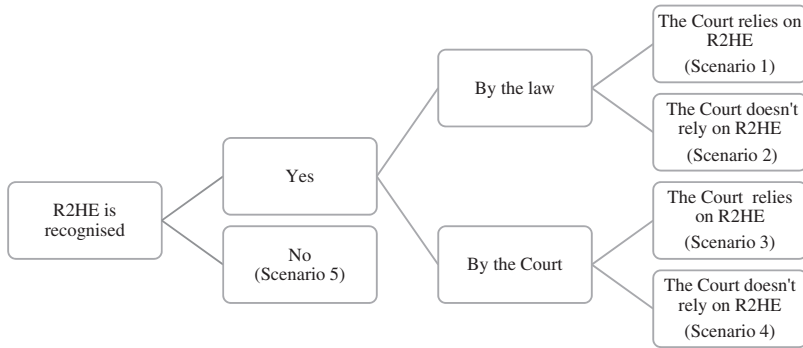 R2HE is
recognised
Yes
No
(Scenario 5)
By the law
By the Court
The Court relies on
R2HE
(Scenario 1)
The Court doesn't
rely on R2HE
(Scenario 2)
The Court relies
on R2HE
(Scenario 3)
The Court doesn't
rely on R2HE
(Scenario 4)